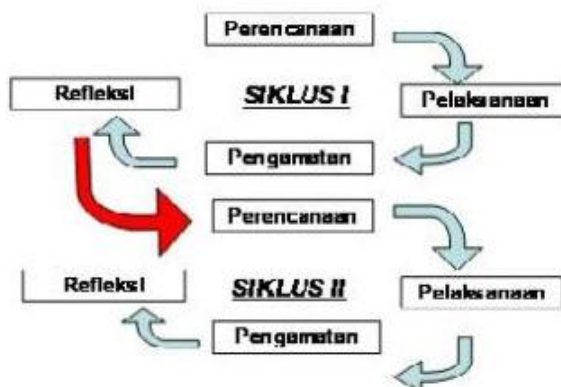 Perencanaan
Refleksi
SIKLUS I
Pelaksanaan
Pengamatan
Perencanaan
Refleksi
SIKLUS II
Pelaksanaan
Pengamatan